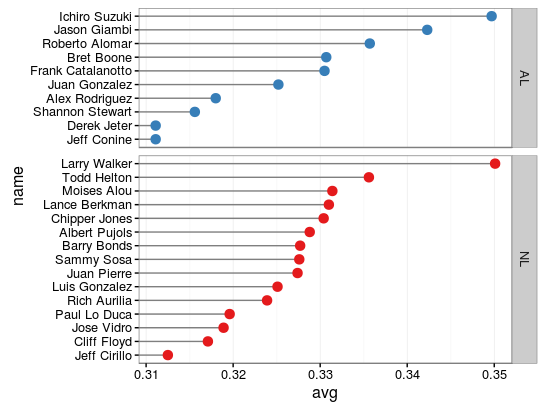 Ichiro Suzuki
Jason Giambi
Roberto Alomar
Bret Boone
Frank Catalanotto
Juan Gonzalez
Alex Rodriguez
Shannon Stewart
Derek Jeter
Jeff Conine
AL
Larry Walker
Todd Helton
Moises Alou
Lance Berkman
Chipper Jones
Albert Pujols
Barry Bonds
Sammy Sosa
Juan Pierre
Luis Gonzalez
Rich Aurilia
Paul Lo Duca
Jose Vidro
Cliff Floyd
Jeff Cirillo
NL
name
0.31 0.32 0.33 0.34 0.35
avg